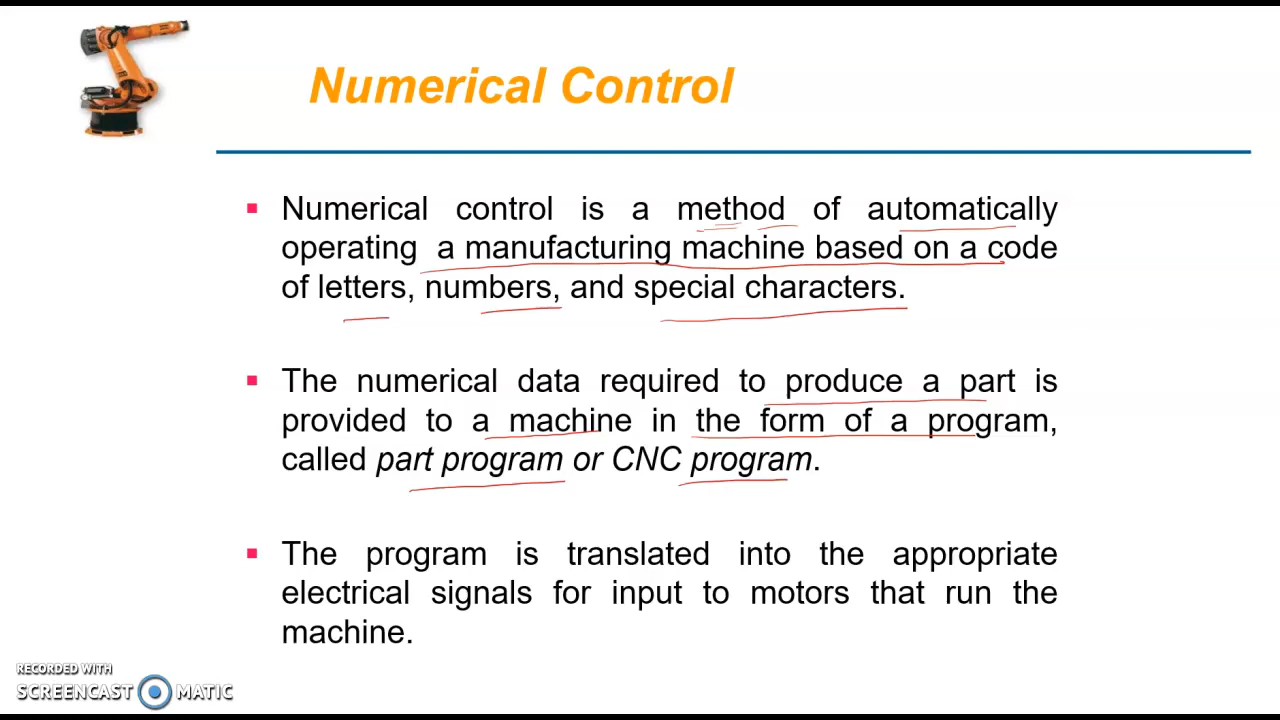 Numerical Control
Numerical control is a method of automatically
operating a manufacturing machine based on a code
of letters, numbers, and special characters.
The numerical data required to produce a part is
provided to a machine in the form of a program,
called part program or CNC program.
The program is translated into the appropriate
electrical signals for input to motors that run the
machine.
RECORDED WITH
SCREENCAST MATIC